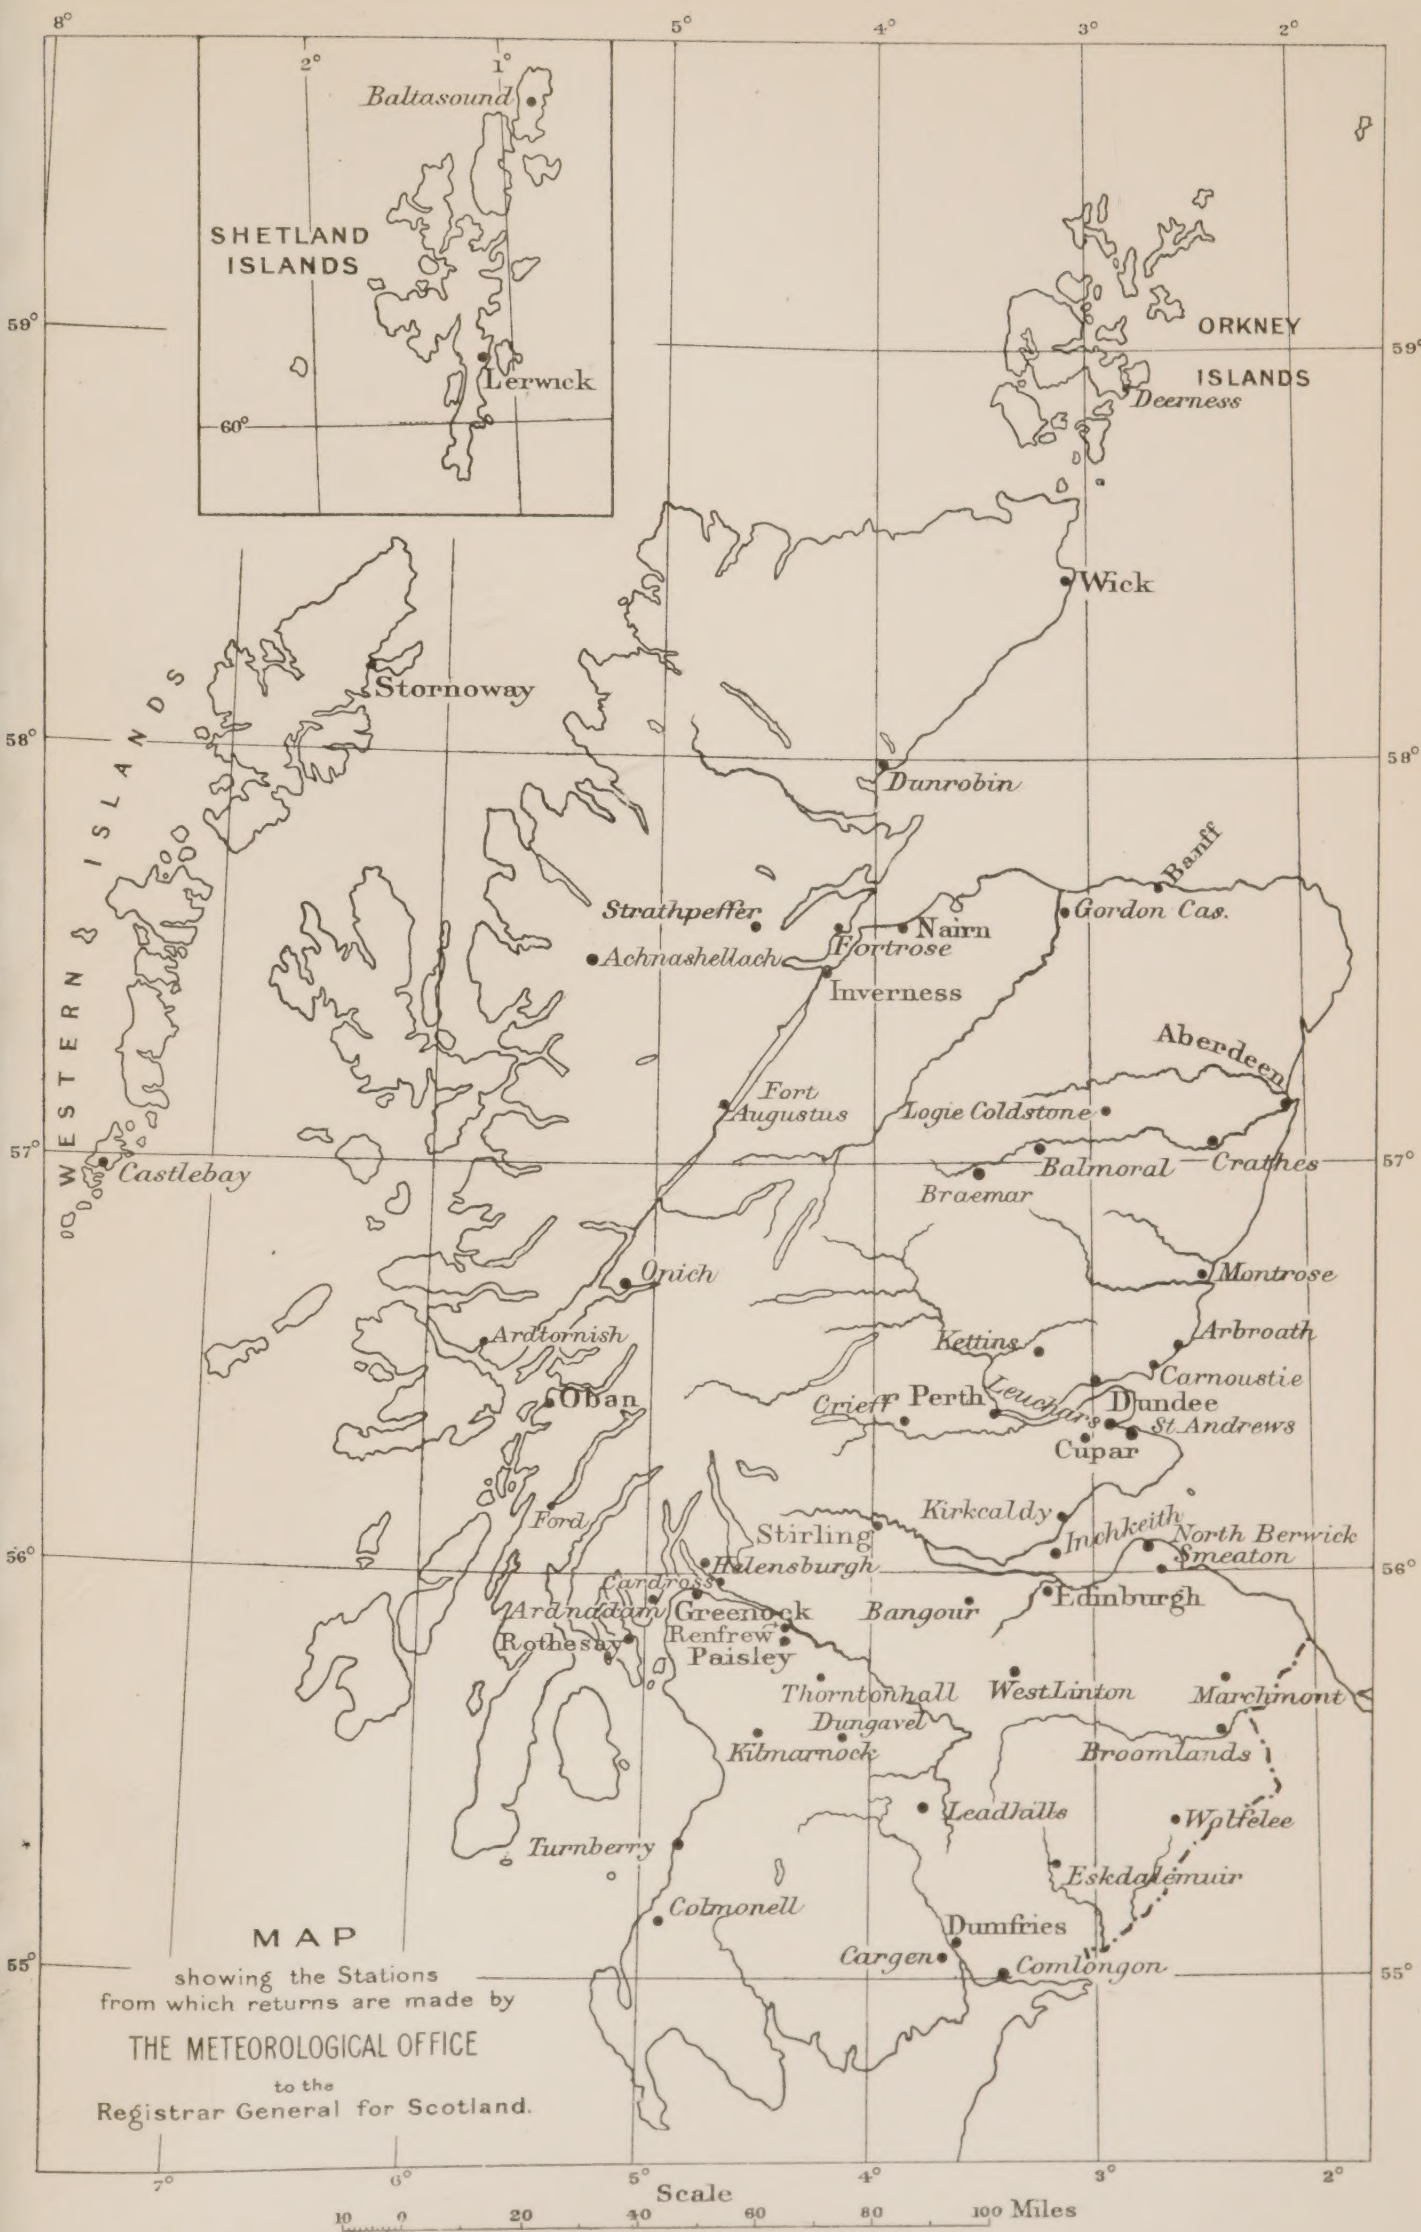 8°
5°
4°
3°
2°
2°
1°
Baltasound
SHETLAND
ISLANDS
Lerwick
60°
59°
ORKNEY
59°
ISLANDS
Deerness
Wick
Stornoway
WESTERN ISLANDS
58°
58°
Dunrobin
Banff
Strathpeffer
Gordon Cas.
Nairn
Fortrose
Achnashellach
Inverness
Aberdeen
Fort
Augustus
Logie Coldstone
57°
Castlebay
Balmoral
Crathes
57°
Braemar
Onich
Montrose
Ardtornish
Kettins
Arbroath
Carnoustie
Oban
Crieff
Perth
Leuchars
Dundee
St. Andrews
Cupar
Ford
Stirling
Kirkcaldy
Inchkeith
North Berwick
Smeaton
56°
56°
Helensburgh
Cardross
Ardnadam
Greenock
Bangour
Edinburgh
Rothesay
Renfrew
Paisley
Thorntonhall
West Linton
Marchmont
Dungavel
Kilmarnock
Broomlands
Leadhills
Wolfelee
Turnberry
Eskdalemuir
Colmonell
Dumfries
Cargen
Comlongon
55°
55°
MAP
showing the Stations
from which returns are made by
THE METEOROLOGICAL OFFICE
to the
Registrar General for Scotland.
7°
6°
5°
4°
3°
2°
Scale
10 0 20 40 60 80 100 Miles